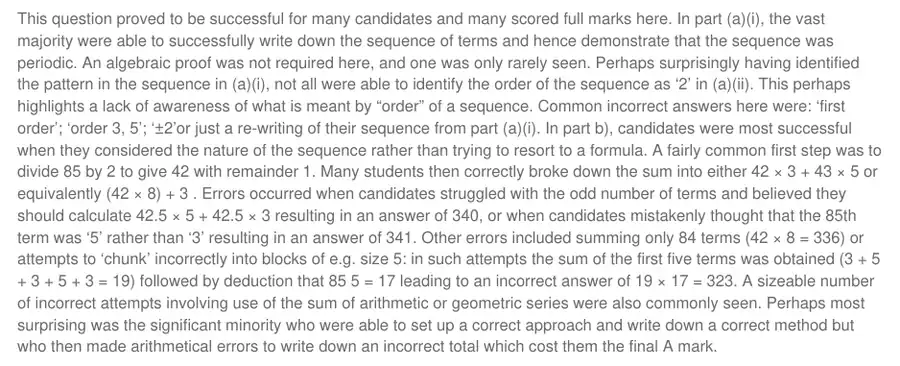 This question proved to be successful for many candidates and many scored full marks here. In part (a)(i), the vast
majority were able to successfully write down the sequence of terms and hence demonstrate that the sequence was
periodic. An algebraic proof was not required here, and one was only rarely seen. Perhaps surprisingly having identified
the pattern in the sequence in (a)(i), not all were able to identify the order of the sequence as ‘2’ in (a)(ii). This perhaps
highlights a lack of awareness of what is meant by “order” of a sequence. Common incorrect answers here were: ‘first
order’; ‘order 3, 5’; ‘±2’or just a re-writing of their sequence from part (a)(i). In part b), candidates were most successful
when they considered the nature of the sequence rather than trying to resort to a formula. A fairly common first step was to
divide 85 by 2 to give 42 with remainder 1. Many students then correctly broke down the sum into either 42 × 3 + 43 × 5 or
equivalently (42 × 8) + 3 . Errors occurred when candidates struggled with the odd number of terms and believed they
should calculate 42.5 × 5 + 42.5 × 3 resulting in an answer of 340, or when candidates mistakenly thought that the 85th
term was ‘5’ rather than ‘3’ resulting in an answer of 341. Other errors included summing only 84 terms (42 × 8 = 336) or
attempts to ‘chunk’ incorrectly into blocks of e.g. size 5: in such attempts the sum of the first five terms was obtained (3 + 5
+ 3 + 5 + 3 = 19) followed by deduction that 85 5 = 17 leading to an incorrect answer of 19 × 17 = 323. A sizeable number
of incorrect attempts involving use of the sum of arithmetic or geometric series were also commonly seen. Perhaps most
surprising was the significant minority who were able to set up a correct approach and write down a correct method but
who then made arithmetical errors to write down an incorrect total which cost them the final A mark.